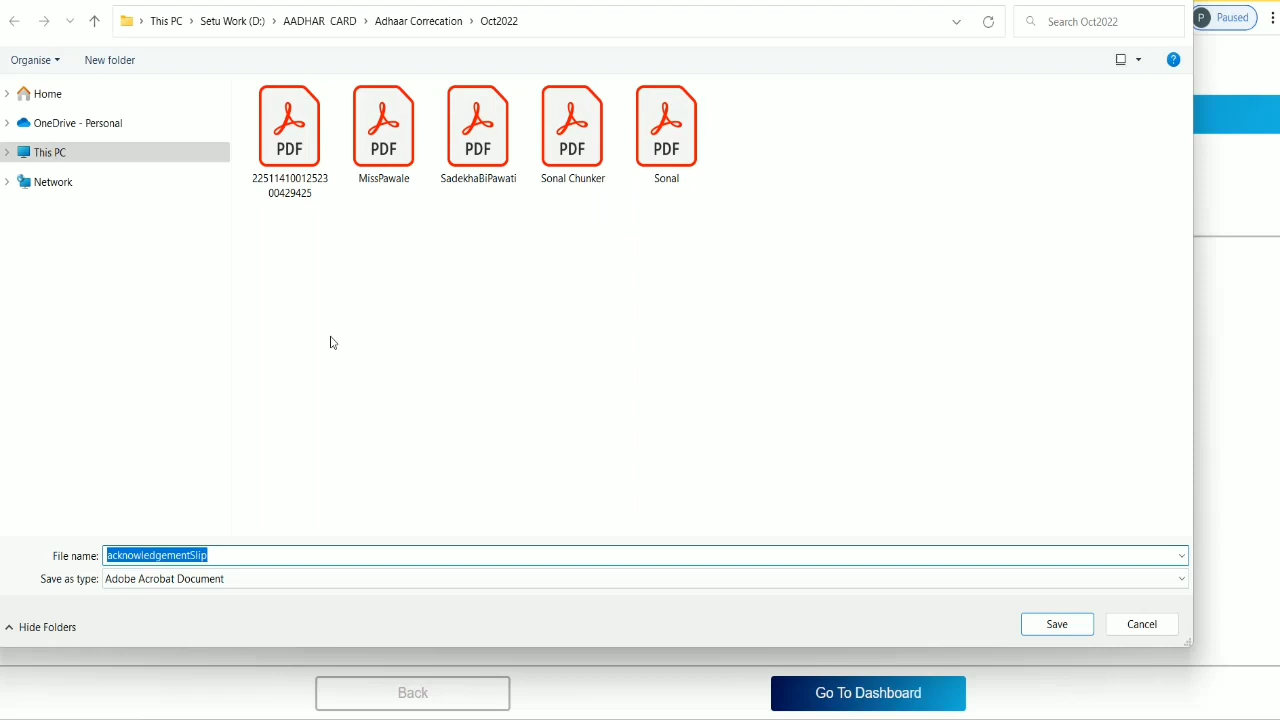 This PC > Setu Work (D:) > AADHAR CARD > Adhaar Correcation > Oct2022
Search Oct2022
P Paused
Organise
New folder
Home
OneDrive - Personal
This PC
Network
PDF PDF PDF PDF PDF
22511410012523
00429425
MissPawale
SadekhaBiPawati
Sonal Chunker
Sonal
File name: acknowledgementSlip
Save as type: Adobe Acrobat Document
Hide Folders
Save
Cancel
Back
Go To Dashboard